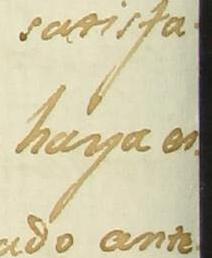 satisfa
haya en
ado ante